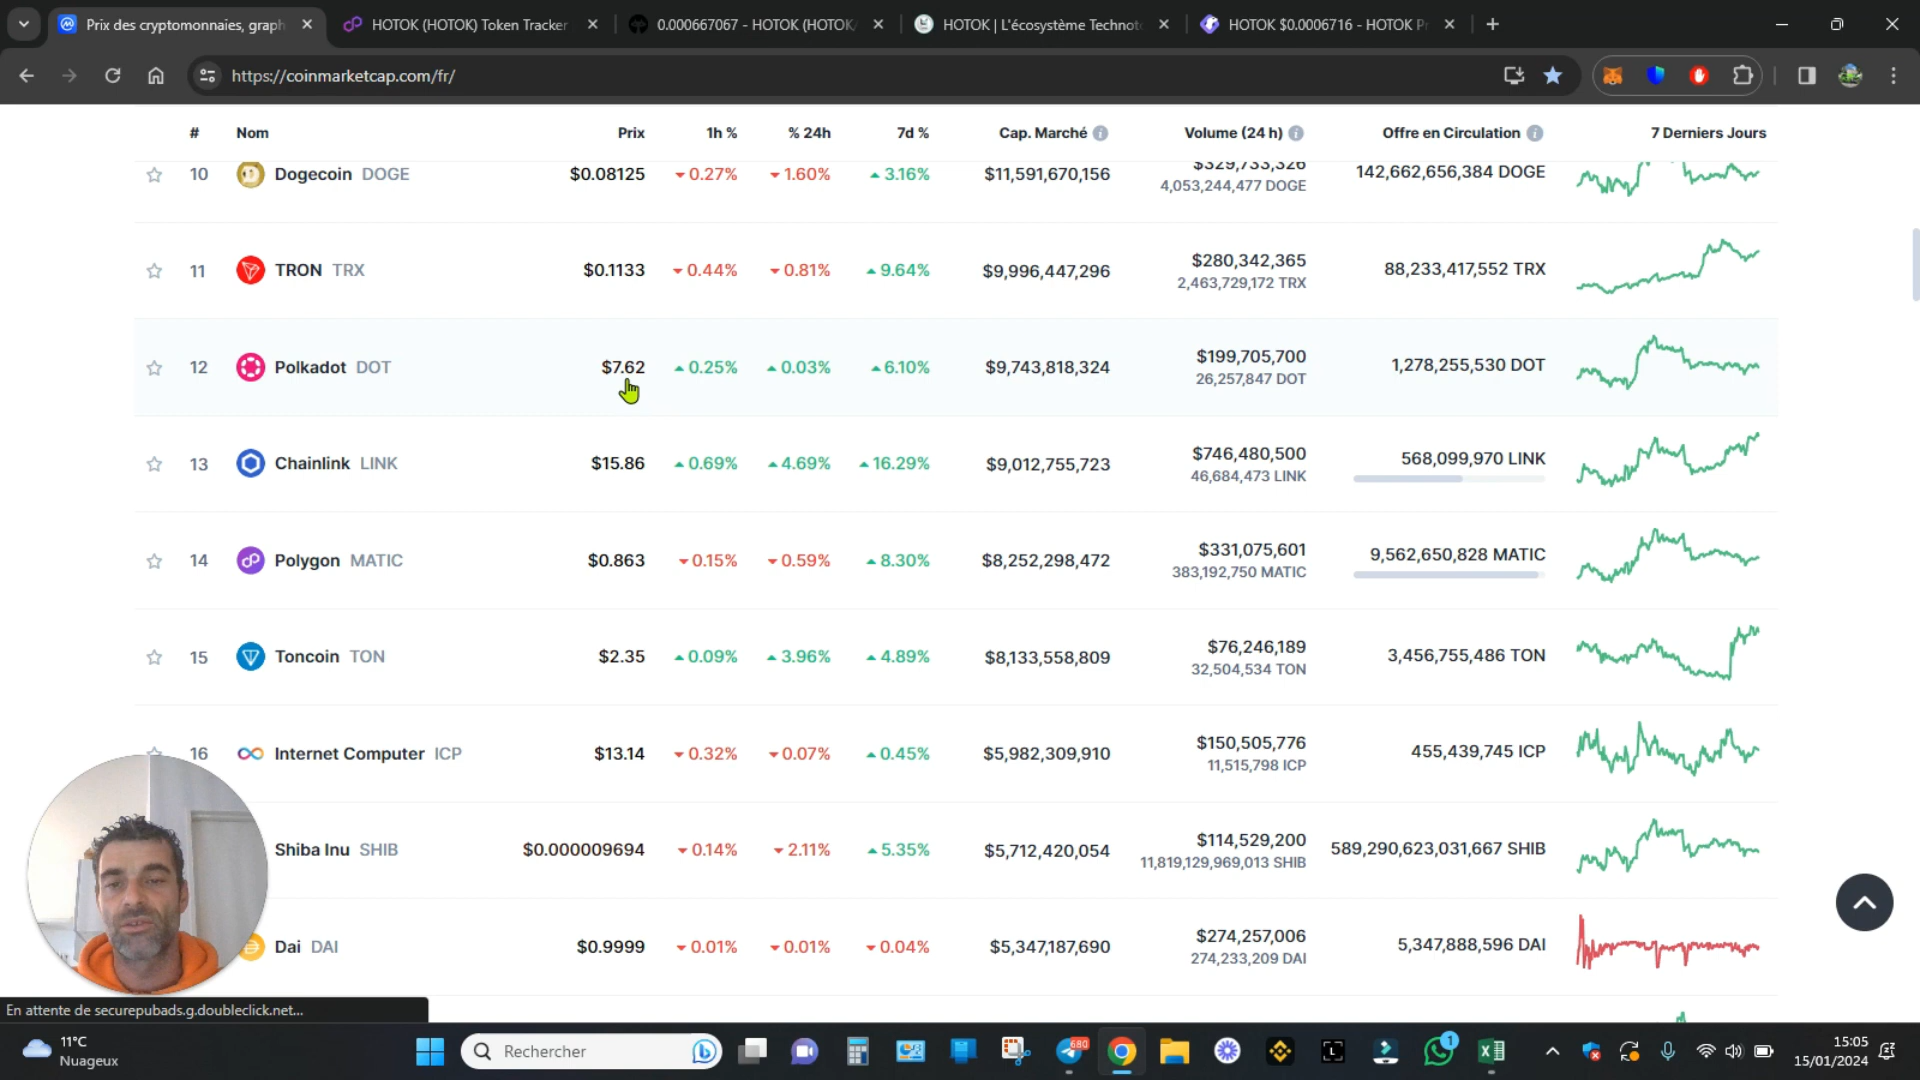 Prix des cryptomonnaies, graph
HOTOK (HOTOK) Token Tracker
0.000667067 - HOTOK (HOTOK/
HOTOK | L'écosystème Technot
HOTOK $0.0006716 - HOTOK Pr
https://coinmarketcap.com/fr/
# Nom Prix 1h % % 24h 7d % Cap. Marché Volume (24 h) Offre en Circulation 7 Derniers Jours
10 Dogecoin DOGE $0.08125 0.27% 1.60% 3.16% $11,591,670,156 $329,733,326 142,662,656,384 DOGE
4,053,244,477 DOGE
11 TRON TRX $0.1133 0.44% 0.81% 9.64% $9,996,447,296 $280,342,365 88,233,417,552 TRX
2,463,729,172 TRX
12 Polkadot DOT $7.62 0.25% 0.03% 6.10% $9,743,818,324 $199,705,700 1,278,255,530 DOT
26,257,847 DOT
13 Chainlink LINK $15.86 0.69% 4.69% 16.29% $9,012,755,723 $746,480,500 568,099,970 LINK
46,684,473 LINK
14 Polygon MATIC $0.863 0.15% 0.59% 8.30% $8,252,298,472 $331,075,601 9,562,650,828 MATIC
383,192,750 MATIC
15 Toncoin TON $2.35 0.09% 3.96% 4.89% $8,133,558,809 $76,246,189 3,456,755,486 TON
32,504,534 TON
16 Internet Computer ICP $13.14 0.32% 0.07% 0.45% $5,982,309,910 $150,505,776 455,439,745 ICP
11,515,798 ICP
Shiba Inu SHIB $0.000009694 0.14% 2.11% 5.35% $5,712,420,054 $114,529,200 589,290,623,031,667 SHIB
11,819,129,969,013 SHIB
Dai DAI $0.9999 0.01% 0.01% 0.04% $5,347,187,690 $274,257,006 5,347,888,596 DAI
274,233,209 DAI
En attente de securepubads.g.doubleclick.net...
11°C
Nuageux
Rechercher
680
1
15:05
15/01/2024